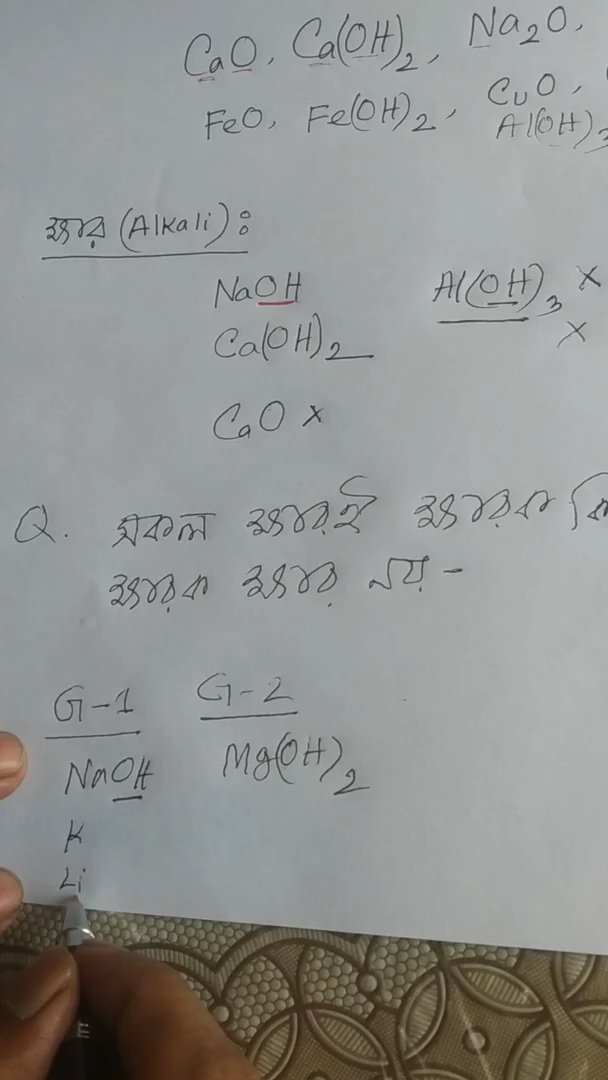 CaO, Ca(OH)₂, Na₂O,
FeO, Fe(OH)₂, CuO,
Al(OH)₃
ক্ষার (Alkali):
NaOH Al(OH)₃ ×
Ca(OH)₂ ×
CaO ×
Q. সকল ক্ষারই ক্ষারক
ক্ষারক ক্ষার নয় -
G-1 G-2
NaOH Mg(OH)₂
K
Li